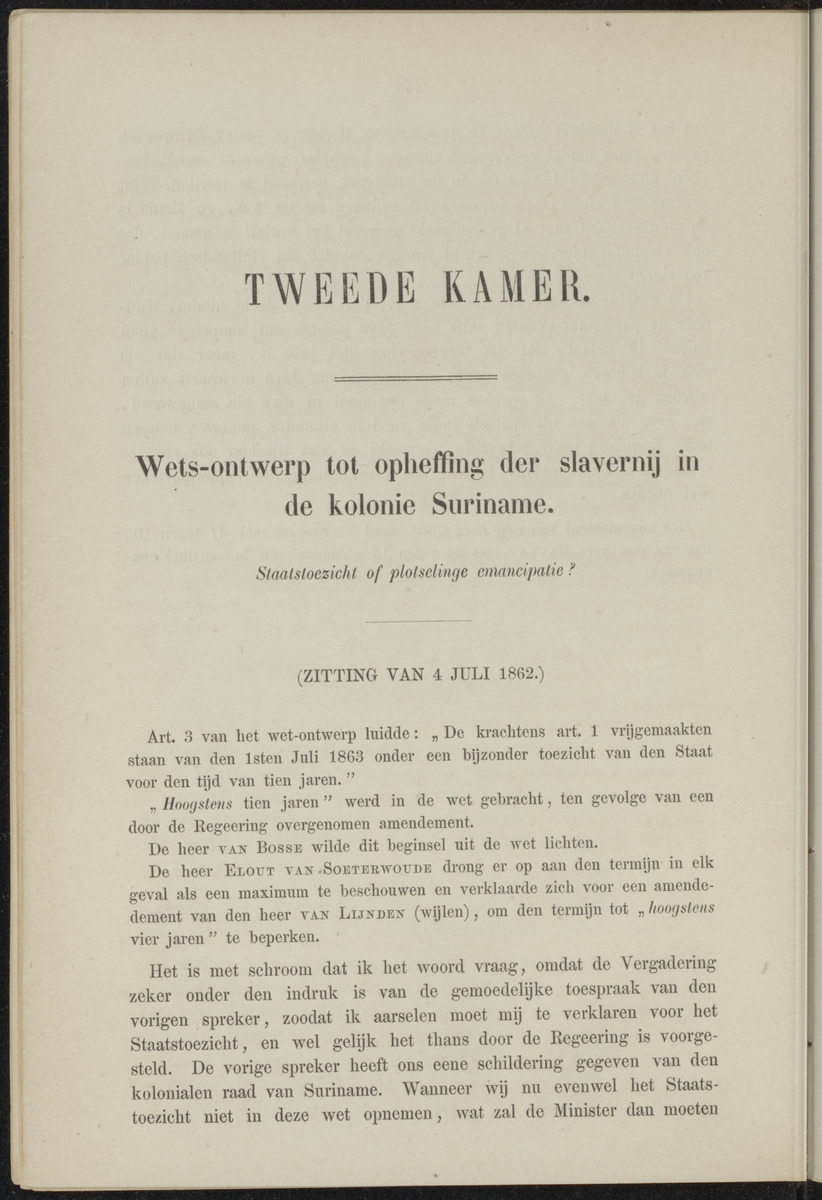 TWEEDE KAMER.
Wets-ontwerp tot opheffing der slavernij in
de kolonie Suriname.
Staatstoezicht of plotselinge emancipatie?
(ZITTING VAN 4 JULI 1862.)
Art. 3 van het wet-ontwerp luidde: „De krachtens art. 1 vrijgemaakten
staan van den 1sten Juli 1863 onder een bijzonder toezicht van den Staat
voor den tijd van tien jaren.”
„Hoogstens tien jaren” werd in de wet gebracht, ten gevolge van een
door de Regeering overgenomen amendement.
De heer VAN BOSSE wilde dit beginsel uit de wet lichten.
De heer ELOUT VAN SOETERWOUDE drong er op aan den termijn in elk
geval als een maximum te beschouwen en verklaarde zich voor een amende-
dement van den heer VAN LIJNDEN (wijlen), om den termijn tot „hoogstens
vier jaren” te beperken.
Het is met schroom dat ik het woord vraag, omdat de Vergadering
zeker onder den indruk is van de gemoedelijke toespraak van den
vorigen spreker, zoodat ik aarselen moet mij te verklaren voor het
Staatstoezicht, en wel gelijk het thans door de Regeering is voorge-
steld. De vorige spreker heeft ons eene schildering gegeven van den
kolonialen raad van Suriname. Wanneer wij nu evenwel het Staats-
toezicht niet in deze wet opnemen, wat zal de Minister dan moeten